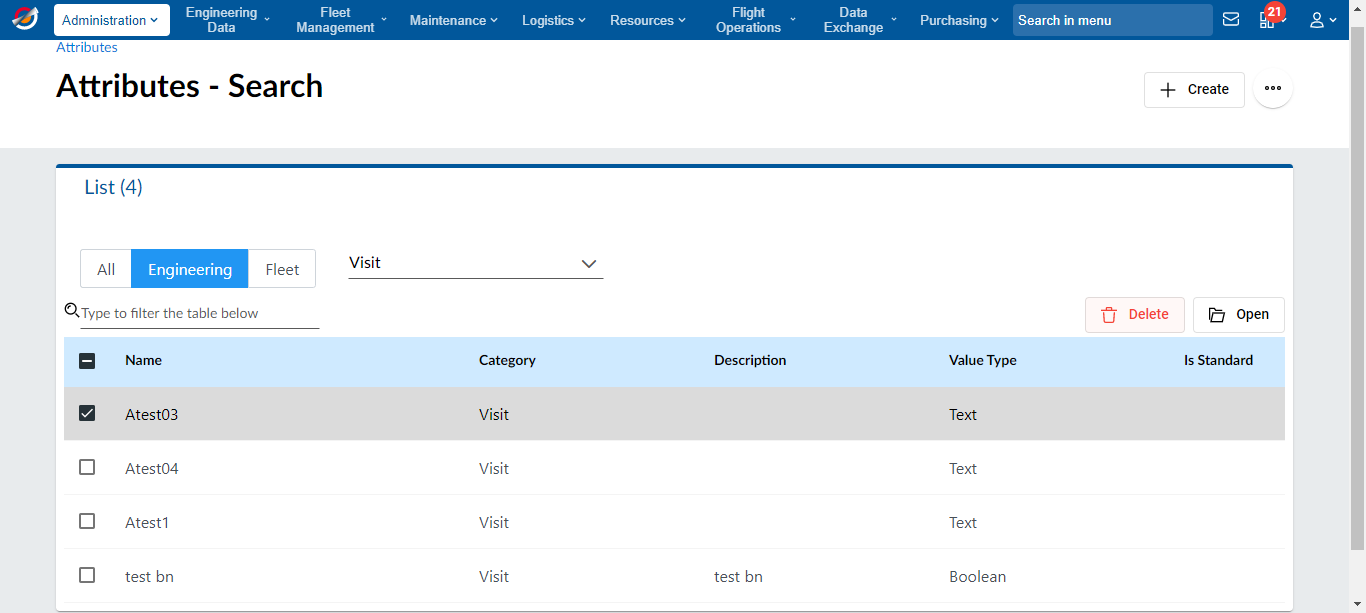 Administration
Engineering Data
Fleet Management
Maintenance
Logistics
Resources
Flight Operations
Data Exchange
Purchasing
Search in menu
21
Attributes
Attributes - Search
Create
List (4)
All
Engineering
Fleet
Visit
Type to filter the table below
Delete
Open
Name Category Description Value Type Is Standard
Atest03 Visit Text
Atest04 Visit Text
Atest1 Visit Text
test bn Visit test bn Boolean